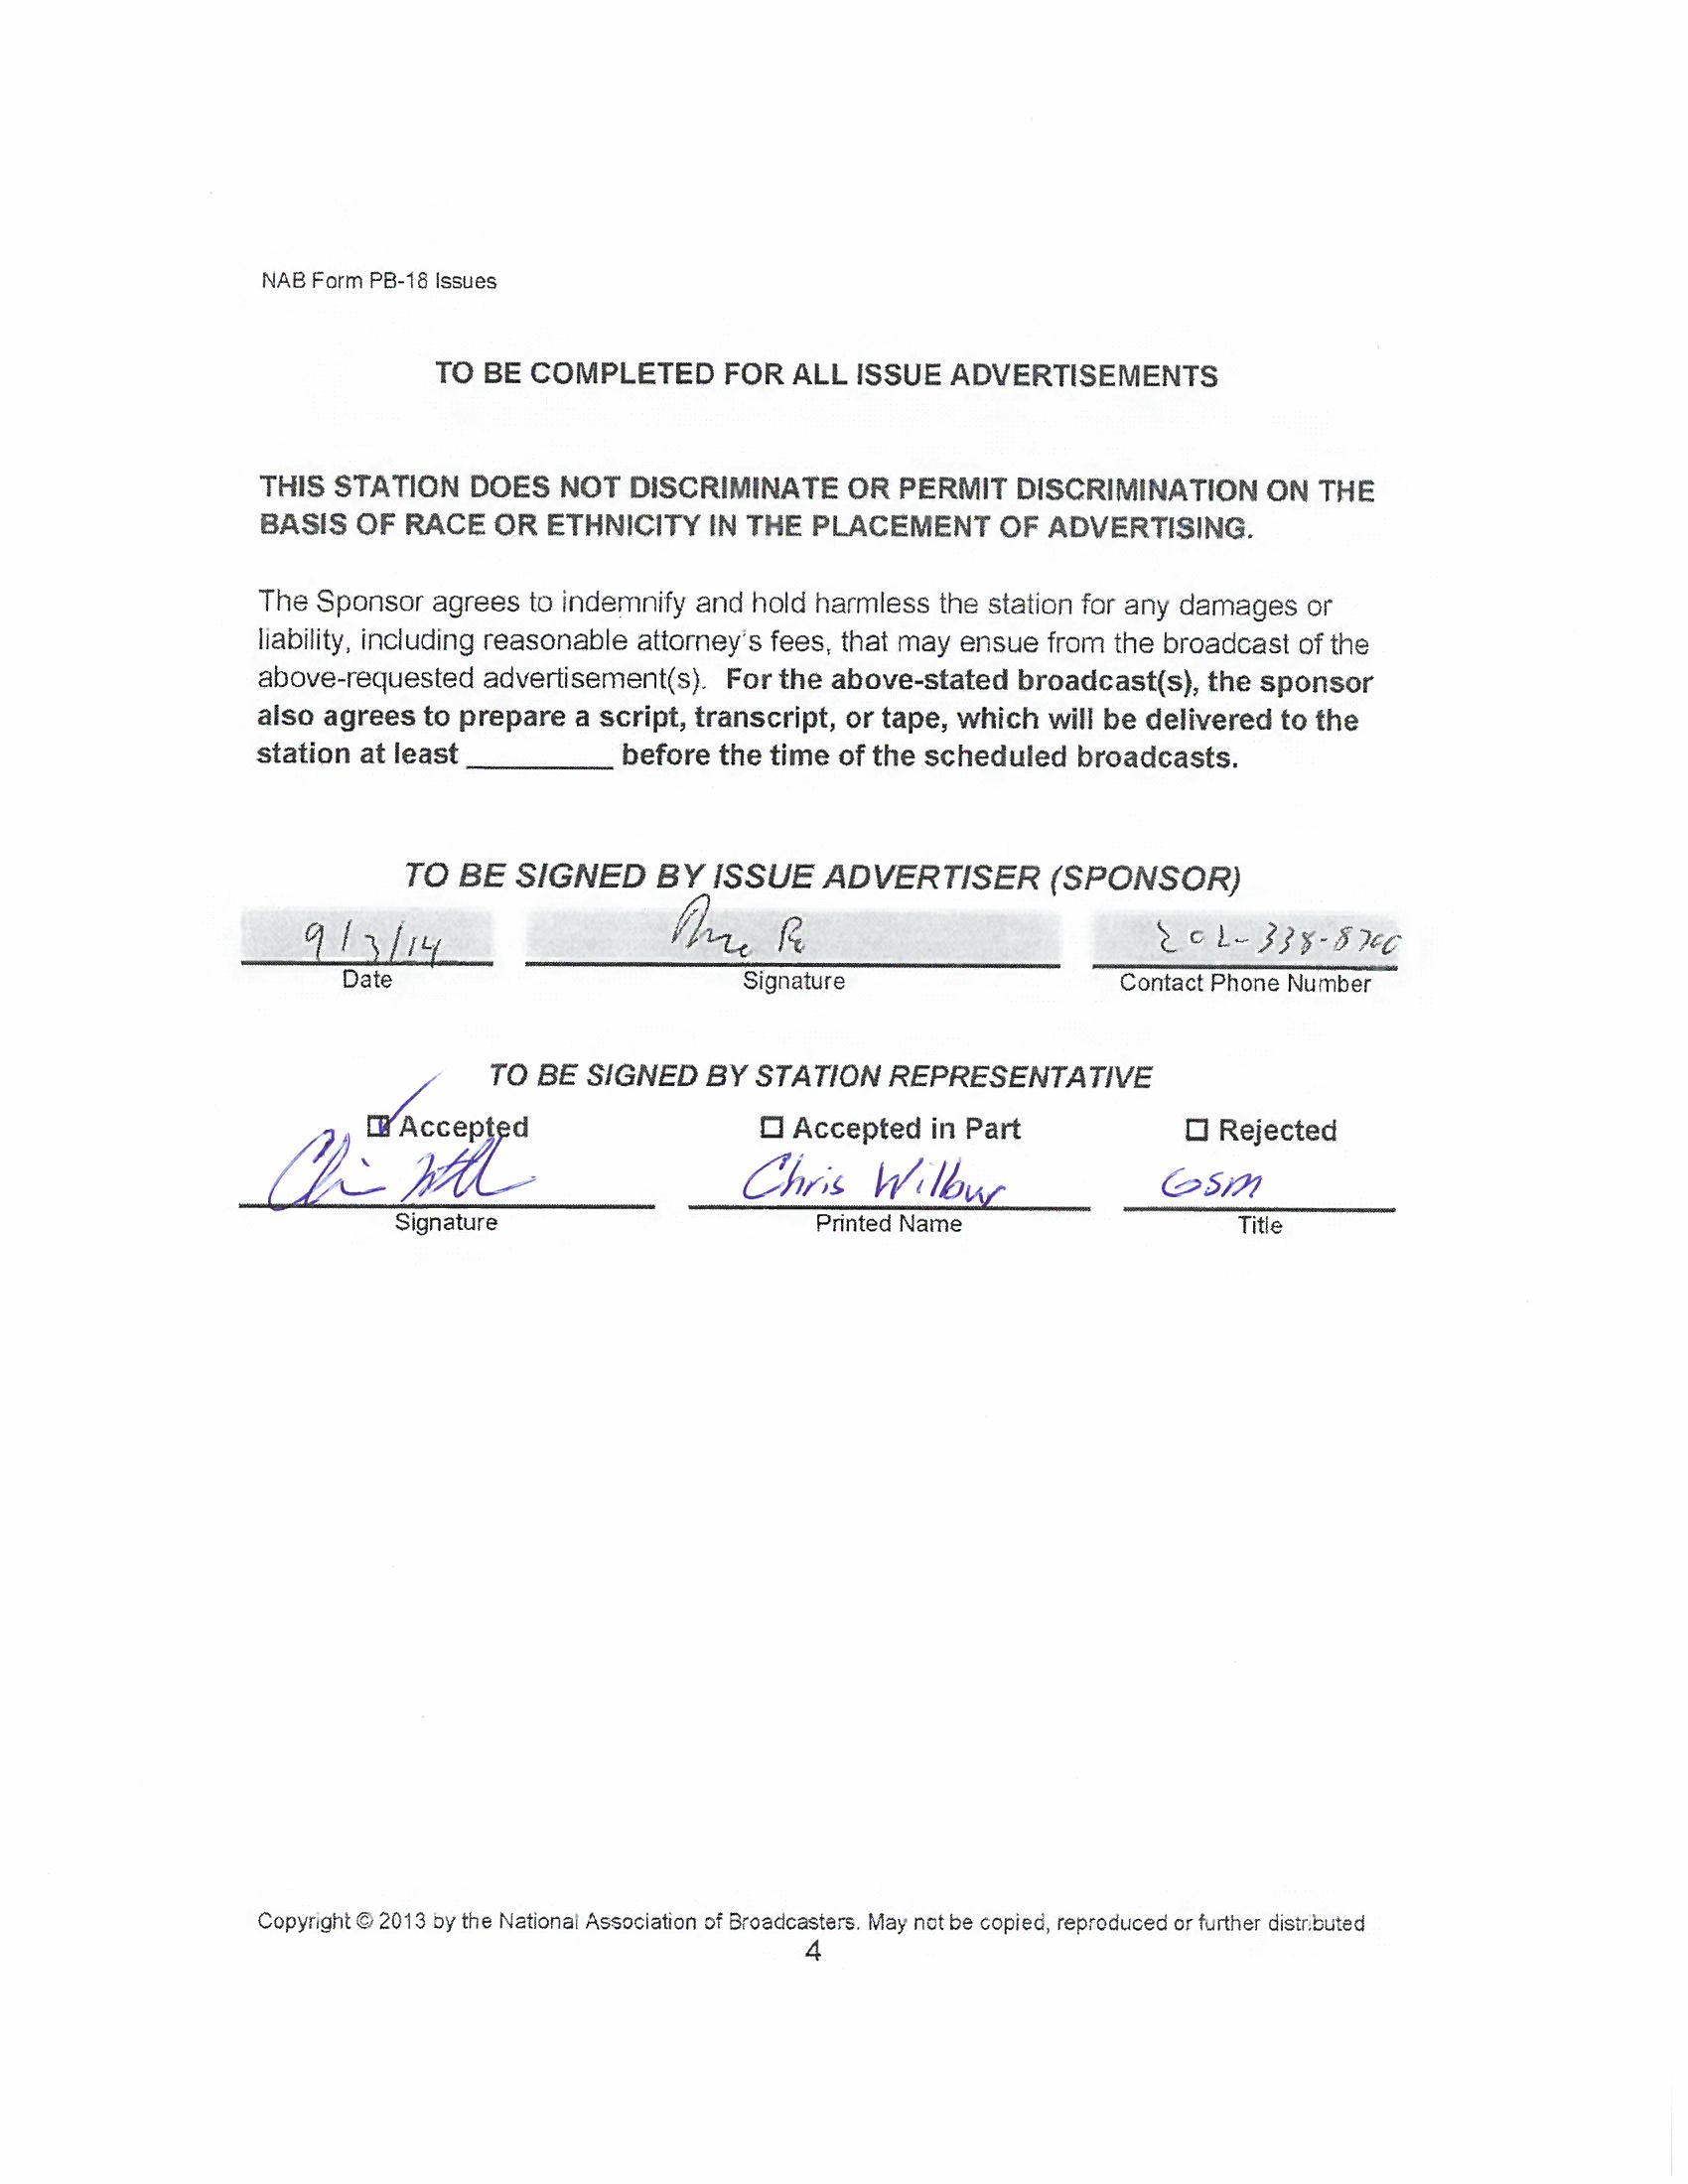 NAB Form PB-18 Issues
TO BE COMPLETED FOR ALL ISSUE ADVERTISEMENTS
THIS STATION DOES NOT DISCRIMINATE OR PERMIT DISCRIMINATION ON THE
BASIS OF RACE OR ETHNICITY IN THE PLACEMENT OF ADVERTISING.
The Sponsor agrees to indemnify and hold harmless the station for any damages or
liability, including reasonable attorney's fees, that may ensue from the broadcast of the
above-requested advertisement(s). For the above-stated broadcast(s), the sponsor
also agrees to prepare a script, transcript, or tape, which will be delivered to the
station at least ________ before the time of the scheduled broadcasts.
TO BE SIGNED BY ISSUE ADVERTISER (SPONSOR)
9/3/14 202-338-8700
Date Signature Contact Phone Number
TO BE SIGNED BY STATION REPRESENTATIVE
Accepted Accepted in Part Rejected
Chris Wilbur GSM
Signature Printed Name Title
Copyright © 2013 by the National Association of Broadcasters. May not be copied, reproduced or further distributed
4